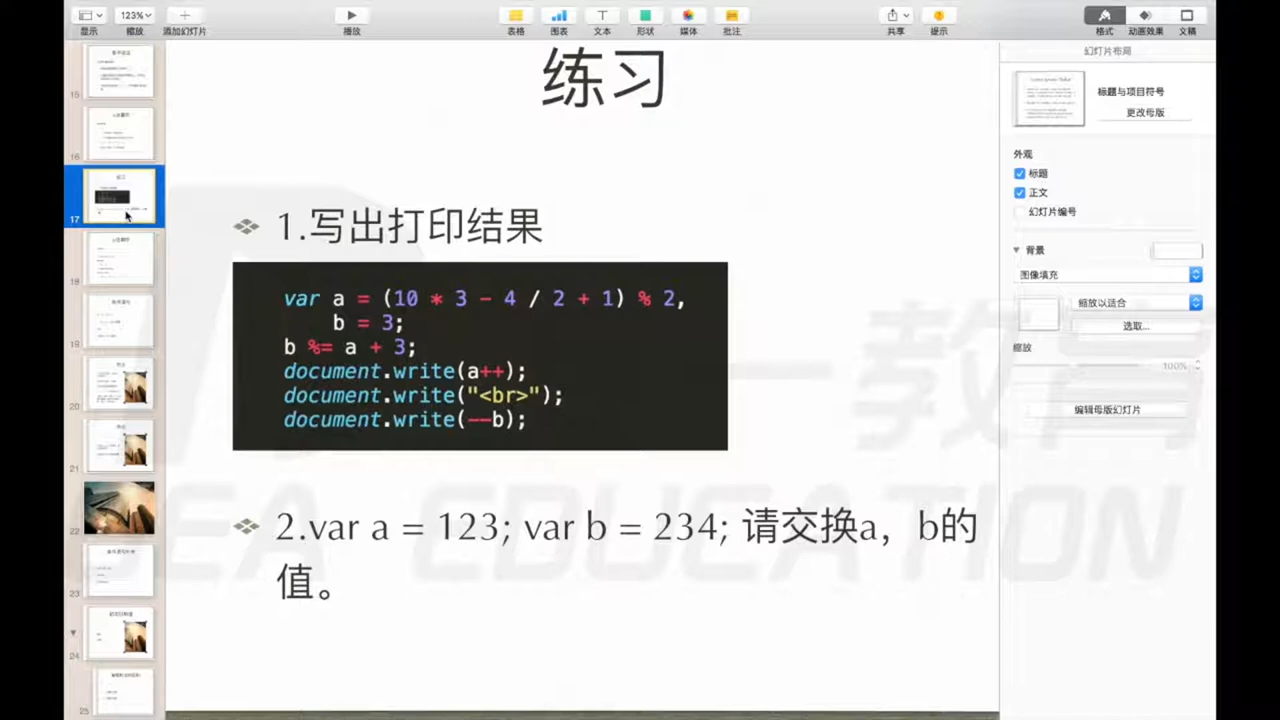 123%
显示
缩放
添加幻灯片
播放
表格
图表
文本
形状
媒体
批注
共享
提示
格式
动画效果
文稿
15
16
17
18
19
20
21
22
23
24
25
练习
1.写出打印结果
var a = (10 * 3 - 4 / 2 + 1) % 2,
b = 3;
b %= a + 3;
document.write(a++);
document.write("<br>");
document.write(--b);
2.var a = 123; var b = 234; 请交换a，b的
值。
一教育
EDUCATION
幻灯片布局
标题与项目符号
更改母版
外观
标题
正文
幻灯片编号
背景
图像填充
缩放以适合
选取...
缩放
100%
编辑母版幻灯片